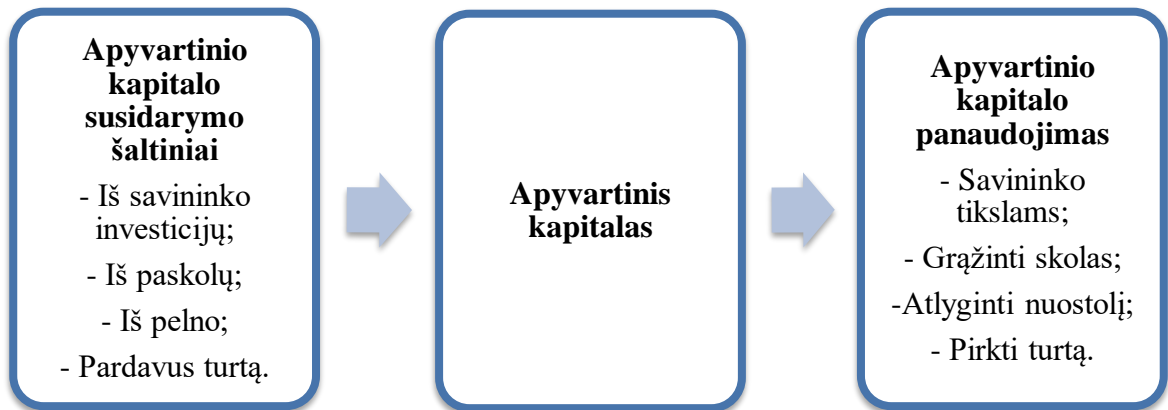 Apyvartinio
kapitalo
susidarymo
šaltiniai
- Iš savininko
investicijų;
- Iš paskolų;
- Iš pelno;
- Pardavus turtą.
Apyvartinis
kapitalas
Apyvartinio
kapitalo
panaudojimas
- Savininko
tikslams;
- Grąžinti skolas;
-Atlyginti nuostolį;
- Pirkti turtą.